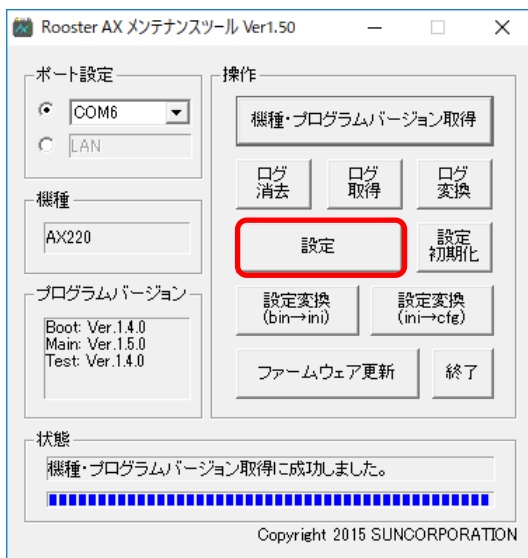 Rooster AX メンテナンスツール Ver1.50
ポート設定
COM6
LAN
機種
AX220
プログラムバージョン
Boot: Ver.1.4.0
Main: Ver.1.5.0
Test: Ver.1.4.0
操作
機種・プログラムバージョン取得
ログ
消去
ログ
取得
ログ
変換
設定
設定
初期化
設定変換
(bin→ini)
設定変換
(ini→cfg)
ファームウェア更新
終了
状態
機種・プログラムバージョン取得に成功しました。
Copyright 2015 SUNCORPORATION